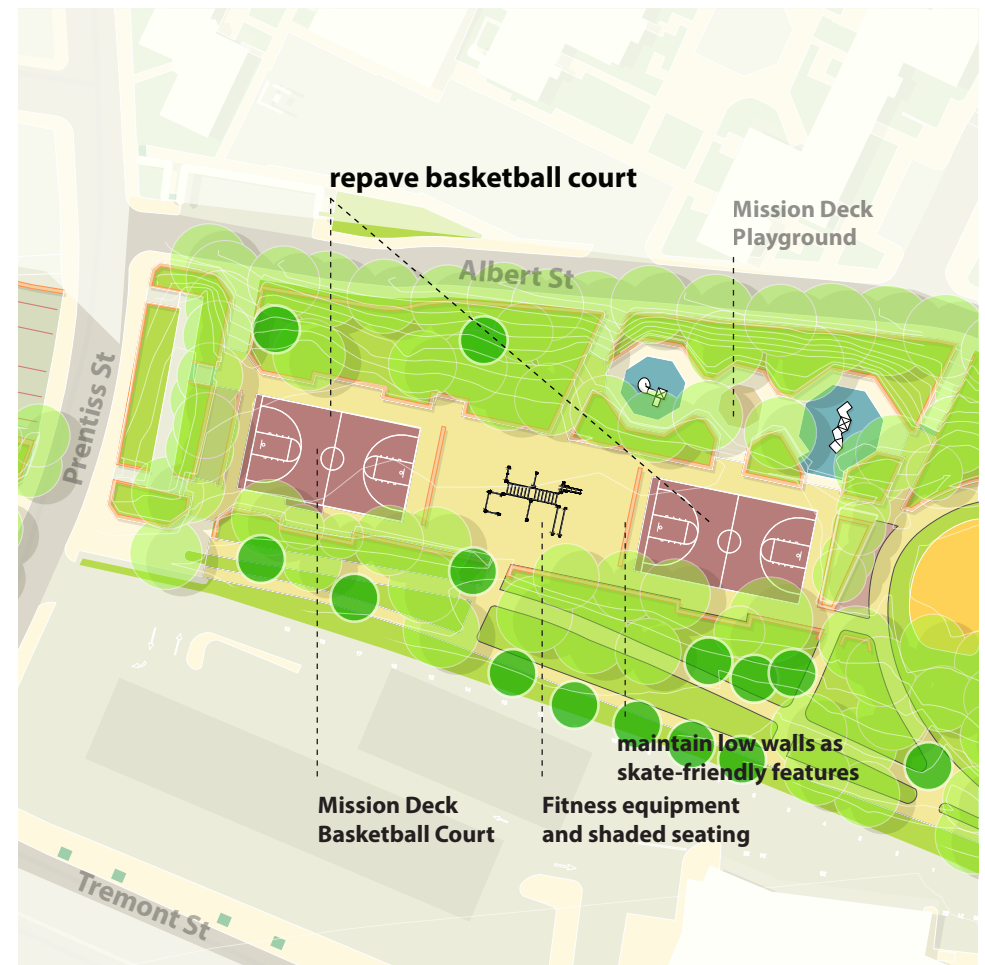 repave basketball court
Mission Deck
Playground
Albert St
Prentiss St
maintain low walls as
skate-friendly features
Mission Deck
Basketball Court
Fitness equipment
and shaded seating
Tremont St